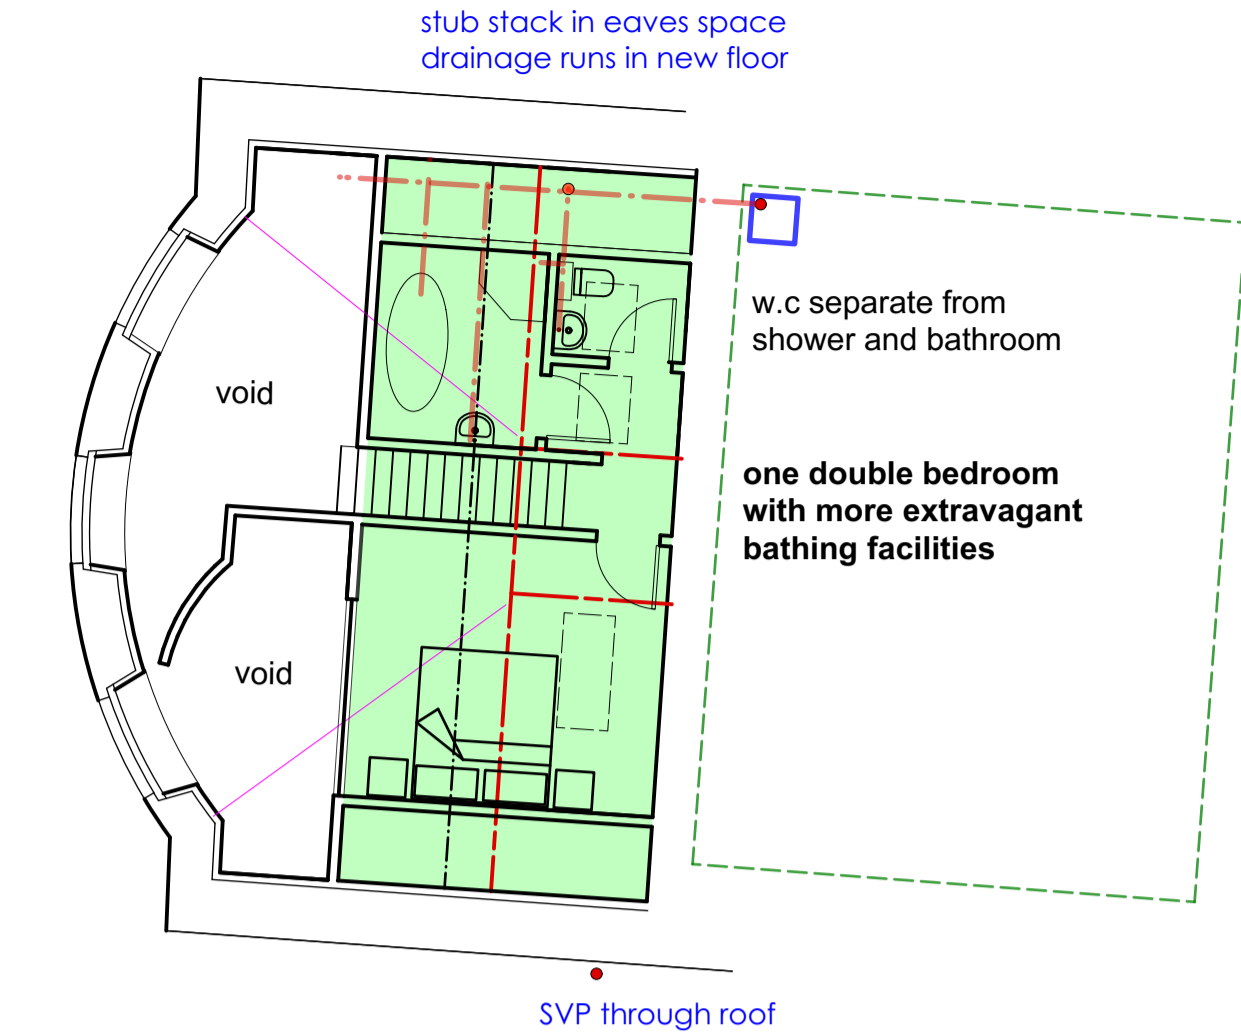 stub stack in eaves space
drainage runs in new floor
w.c separate from
shower and bathroom
void
one double bedroom
with more extravagant
bathing facilities
void
SVP through roof